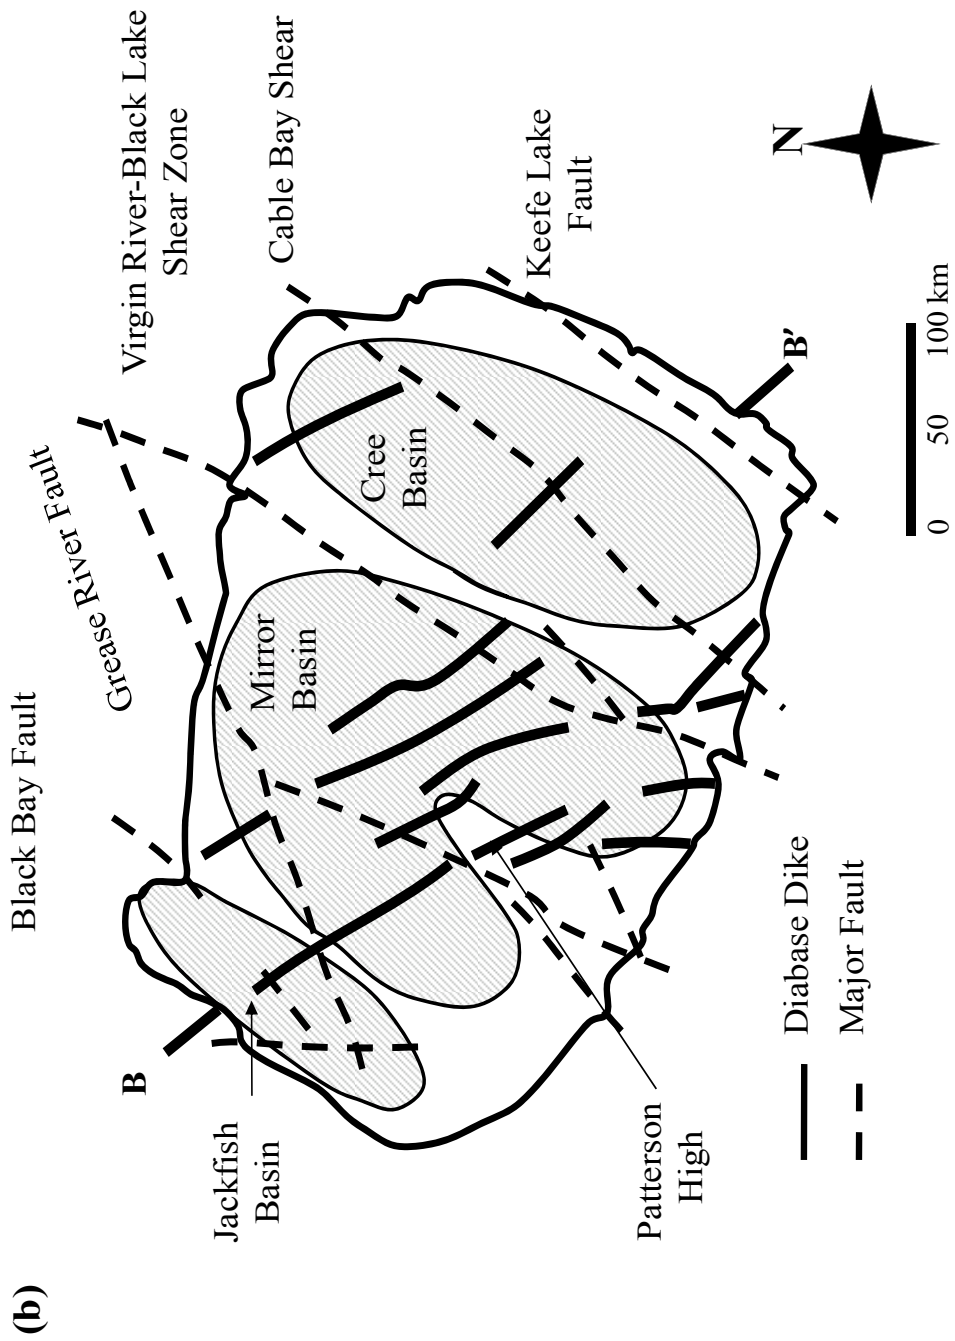 (b)
Black Bay Fault
Grease River Fault
Virgin River-Black Lake
Shear Zone
Cable Bay Shear
Keefe Lake
Fault
B
Jackfish
Basin
Mirror
Basin
Cree
Basin
Patterson
High
B′
N
Diabase Dike
Major Fault
0 50 100 km